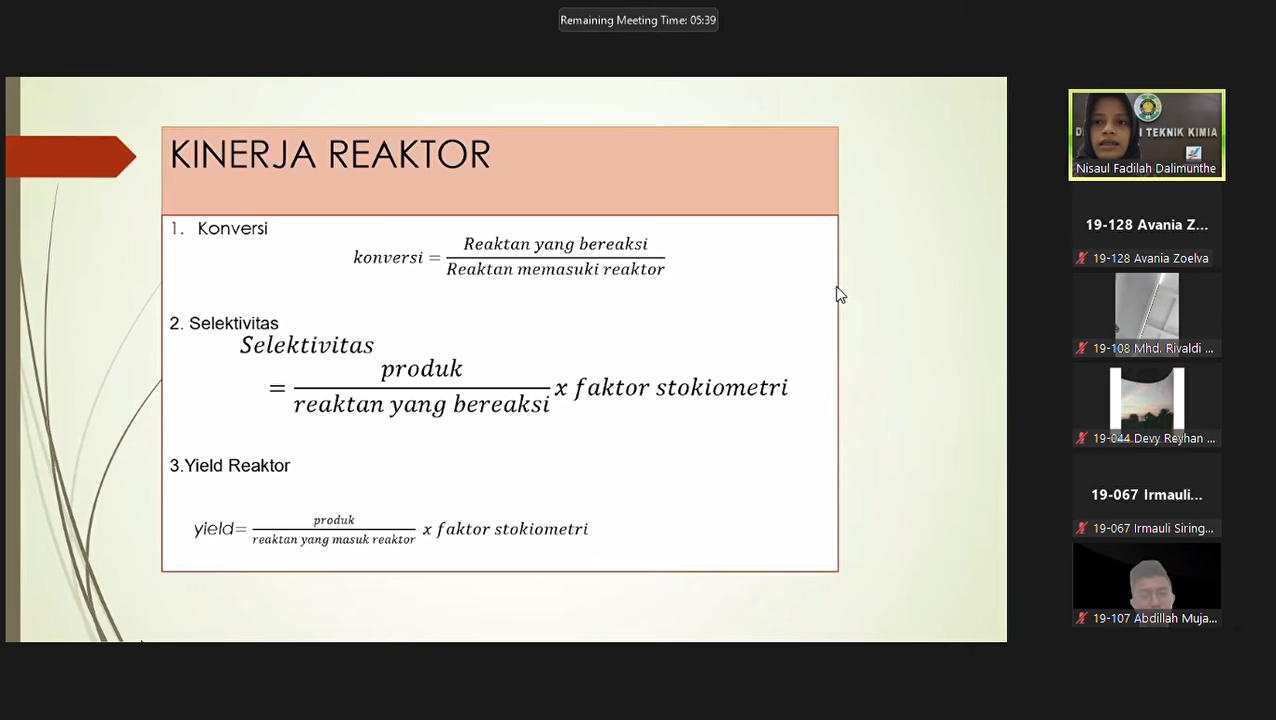 Remaining Meeting Time: 05:39
KINERJA REAKTOR
1. Konversi
konversi = Reaktan yang bereaksi
Reaktan memasuki reaktor
2. Selektivitas
Selektivitas
= produk
reaktan yang bereaksi x faktor stokiometri
3.Yield Reaktor
yield= produk
reaktan yang masuk reaktor x faktor stokiometri
TEKNIK KIMIA
Nisaul Fadilah Dalimunthe
19-128 Avania Z...
19-128 Avania Zoelva
19-108 Mhd. Rivaldi ...
19-044 Devy Reyhan ...
19-067 Irmauli...
19-067 Irmauli Siring...
19-107 Abdillah Muja...